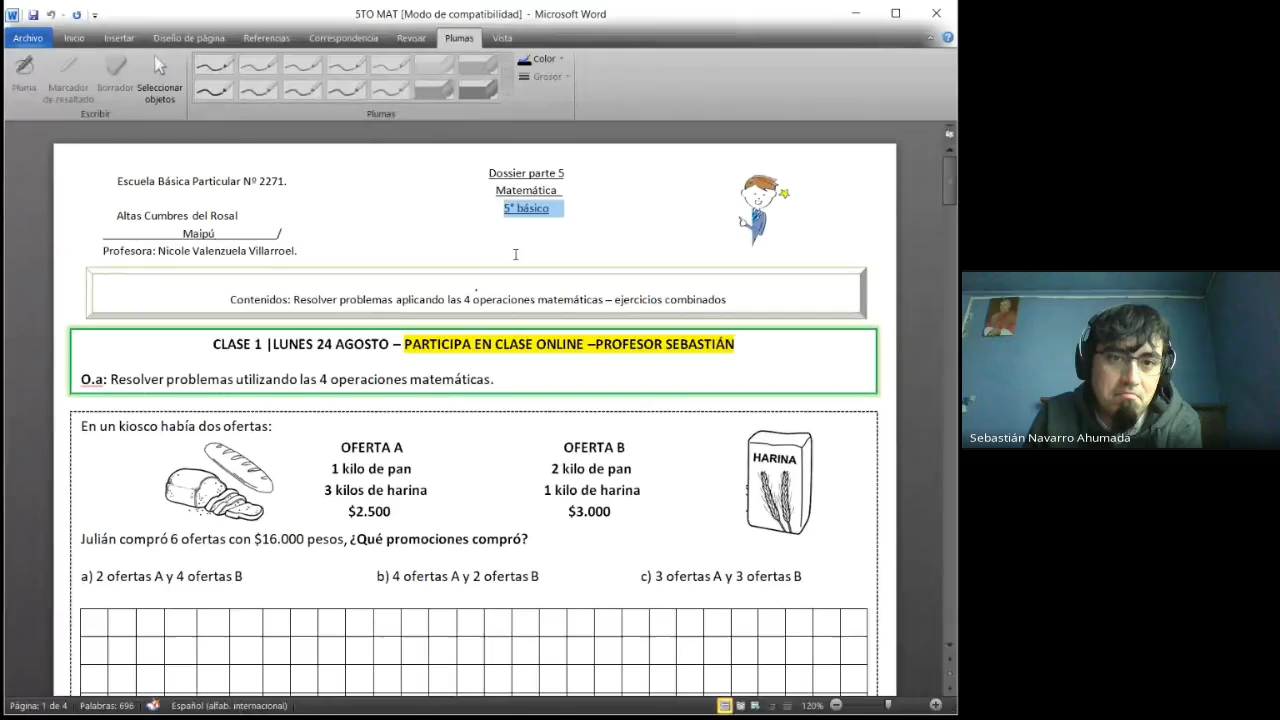 5TO MAT [Modo de compatibilidad] - Microsoft Word
Archivo Inicio Insertar Diseño de página Referencias Correspondencia Revisar Plumas Vista
Pluma Marcador de resaltado Borrador Seleccionar objetos
Color
Grosor
Escribir Plumas
Escuela Básica Particular Nº 2271.
Altas Cumbres del Rosal
Maipú /
Profesora: Nicole Valenzuela Villarroel.
Dossier parte 5
Matemática
5° básico
Contenidos: Resolver problemas aplicando las 4 operaciones matemáticas – ejercicios combinados
CLASE 1 |LUNES 24 AGOSTO – PARTICIPA EN CLASE ONLINE –PROFESOR SEBASTIÁN
O.a: Resolver problemas utilizando las 4 operaciones matemáticas.
En un kiosco había dos ofertas:
OFERTA A
1 kilo de pan
3 kilos de harina
$2.500
OFERTA B
2 kilo de pan
1 kilo de harina
$3.000
HARINA
Julián compró 6 ofertas con $16.000 pesos, ¿Qué promociones compró?
a) 2 ofertas A y 4 ofertas B b) 4 ofertas A y 2 ofertas B c) 3 ofertas A y 3 ofertas B
Sebastián Navarro Ahumada
Página: 1 de 4 Palabras: 696 Español (alfab. internacional) 120%